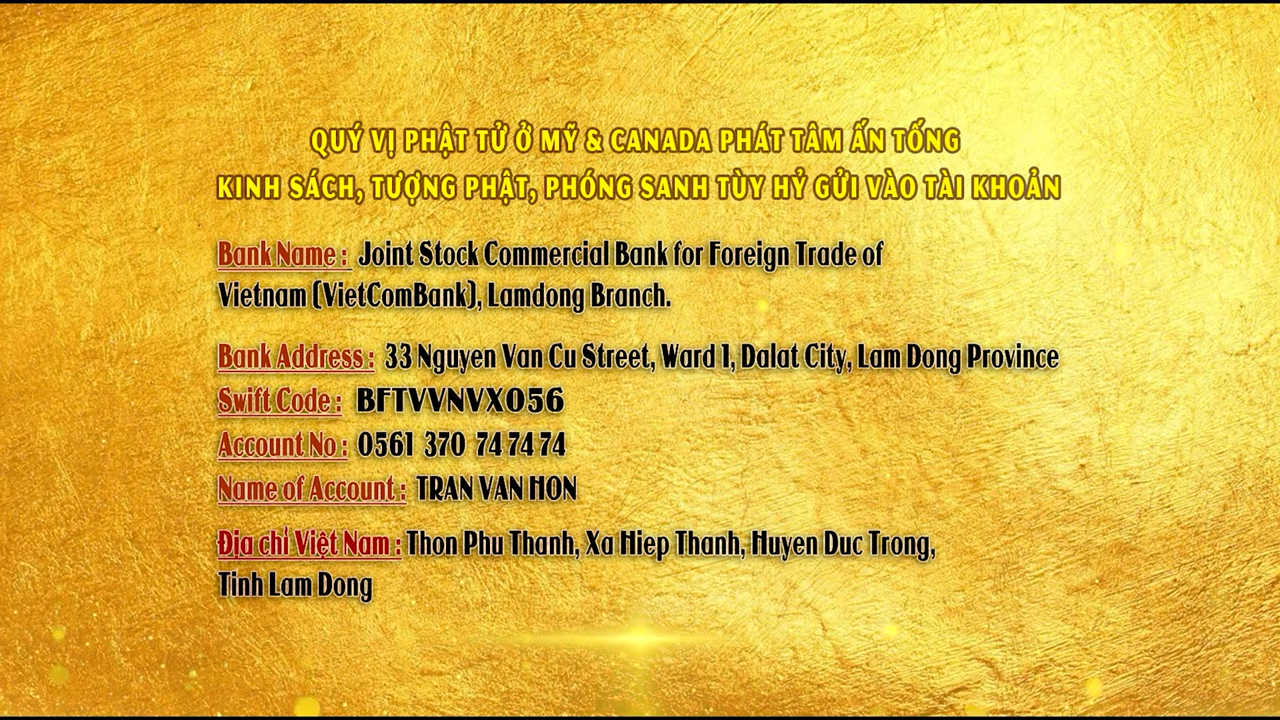 QUÝ VỊ PHẬT TỬ Ở MỸ & CANADA PHÁT TÂM ẤN TỐNG
KINH SÁCH, TƯỢNG PHẬT, PHÓNG SANH TÙY HỶ GỬI VÀO TÀI KHOẢN
Bank Name : Joint Stock Commercial Bank for Foreign Trade of
Vietnam (VietComBank), Lamdong Branch.
Bank Address : 33 Nguyen Van Cu Street, Ward 1, Dalat City, Lam Dong Province
Swift Code : BFTVVNVX056
Account No : 0561 370 74 74 74
Name of Account : TRAN VAN HON
Địa chỉ Việt Nam : Thon Phu Thanh, Xa Hiep Thanh, Huyen Duc Trong,
Tinh Lam Dong